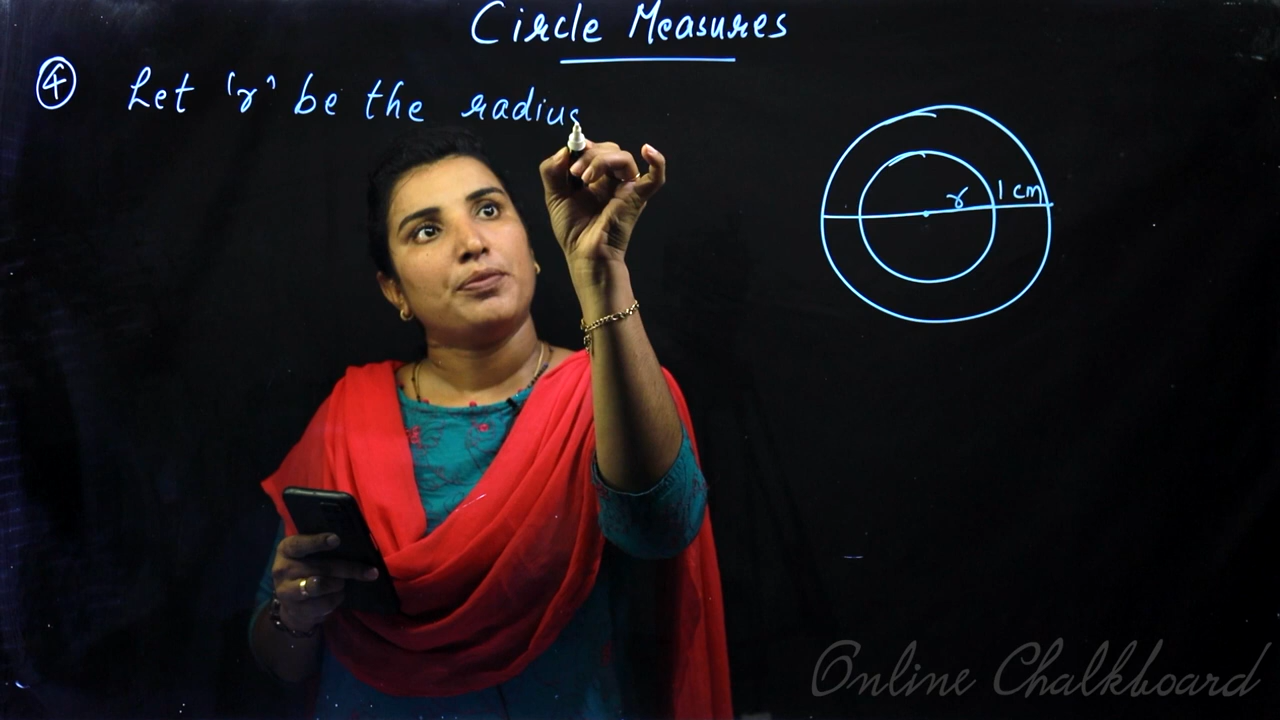 Circle Measures
④ Let 'r' be the radius
r 1 cm
Online Chalkboard